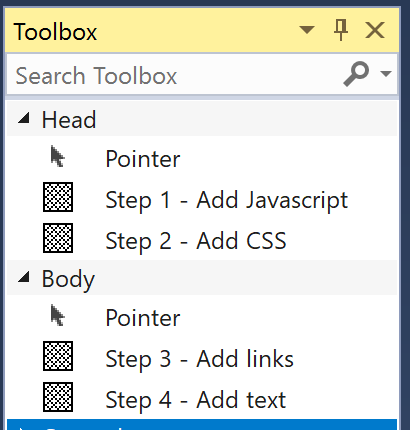 Toolbox
Search Toolbox
Head
Pointer
Step 1 - Add Javascript
Step 2 - Add CSS
Body
Pointer
Step 3 - Add links
Step 4 - Add text